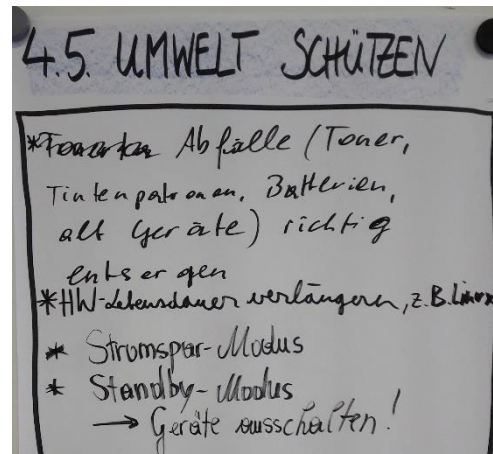 4.5. UMWELT SCHÜTZEN
* Abfälle (Toner,
Tintenpatronen, Batterien,
alt Geräte) richtig
entsorgen
* HW-Lebensdauer verlängern, z.B. Linux
* Stromspar-Modus
* Standby-Modus
→ Geräte ausschalten!